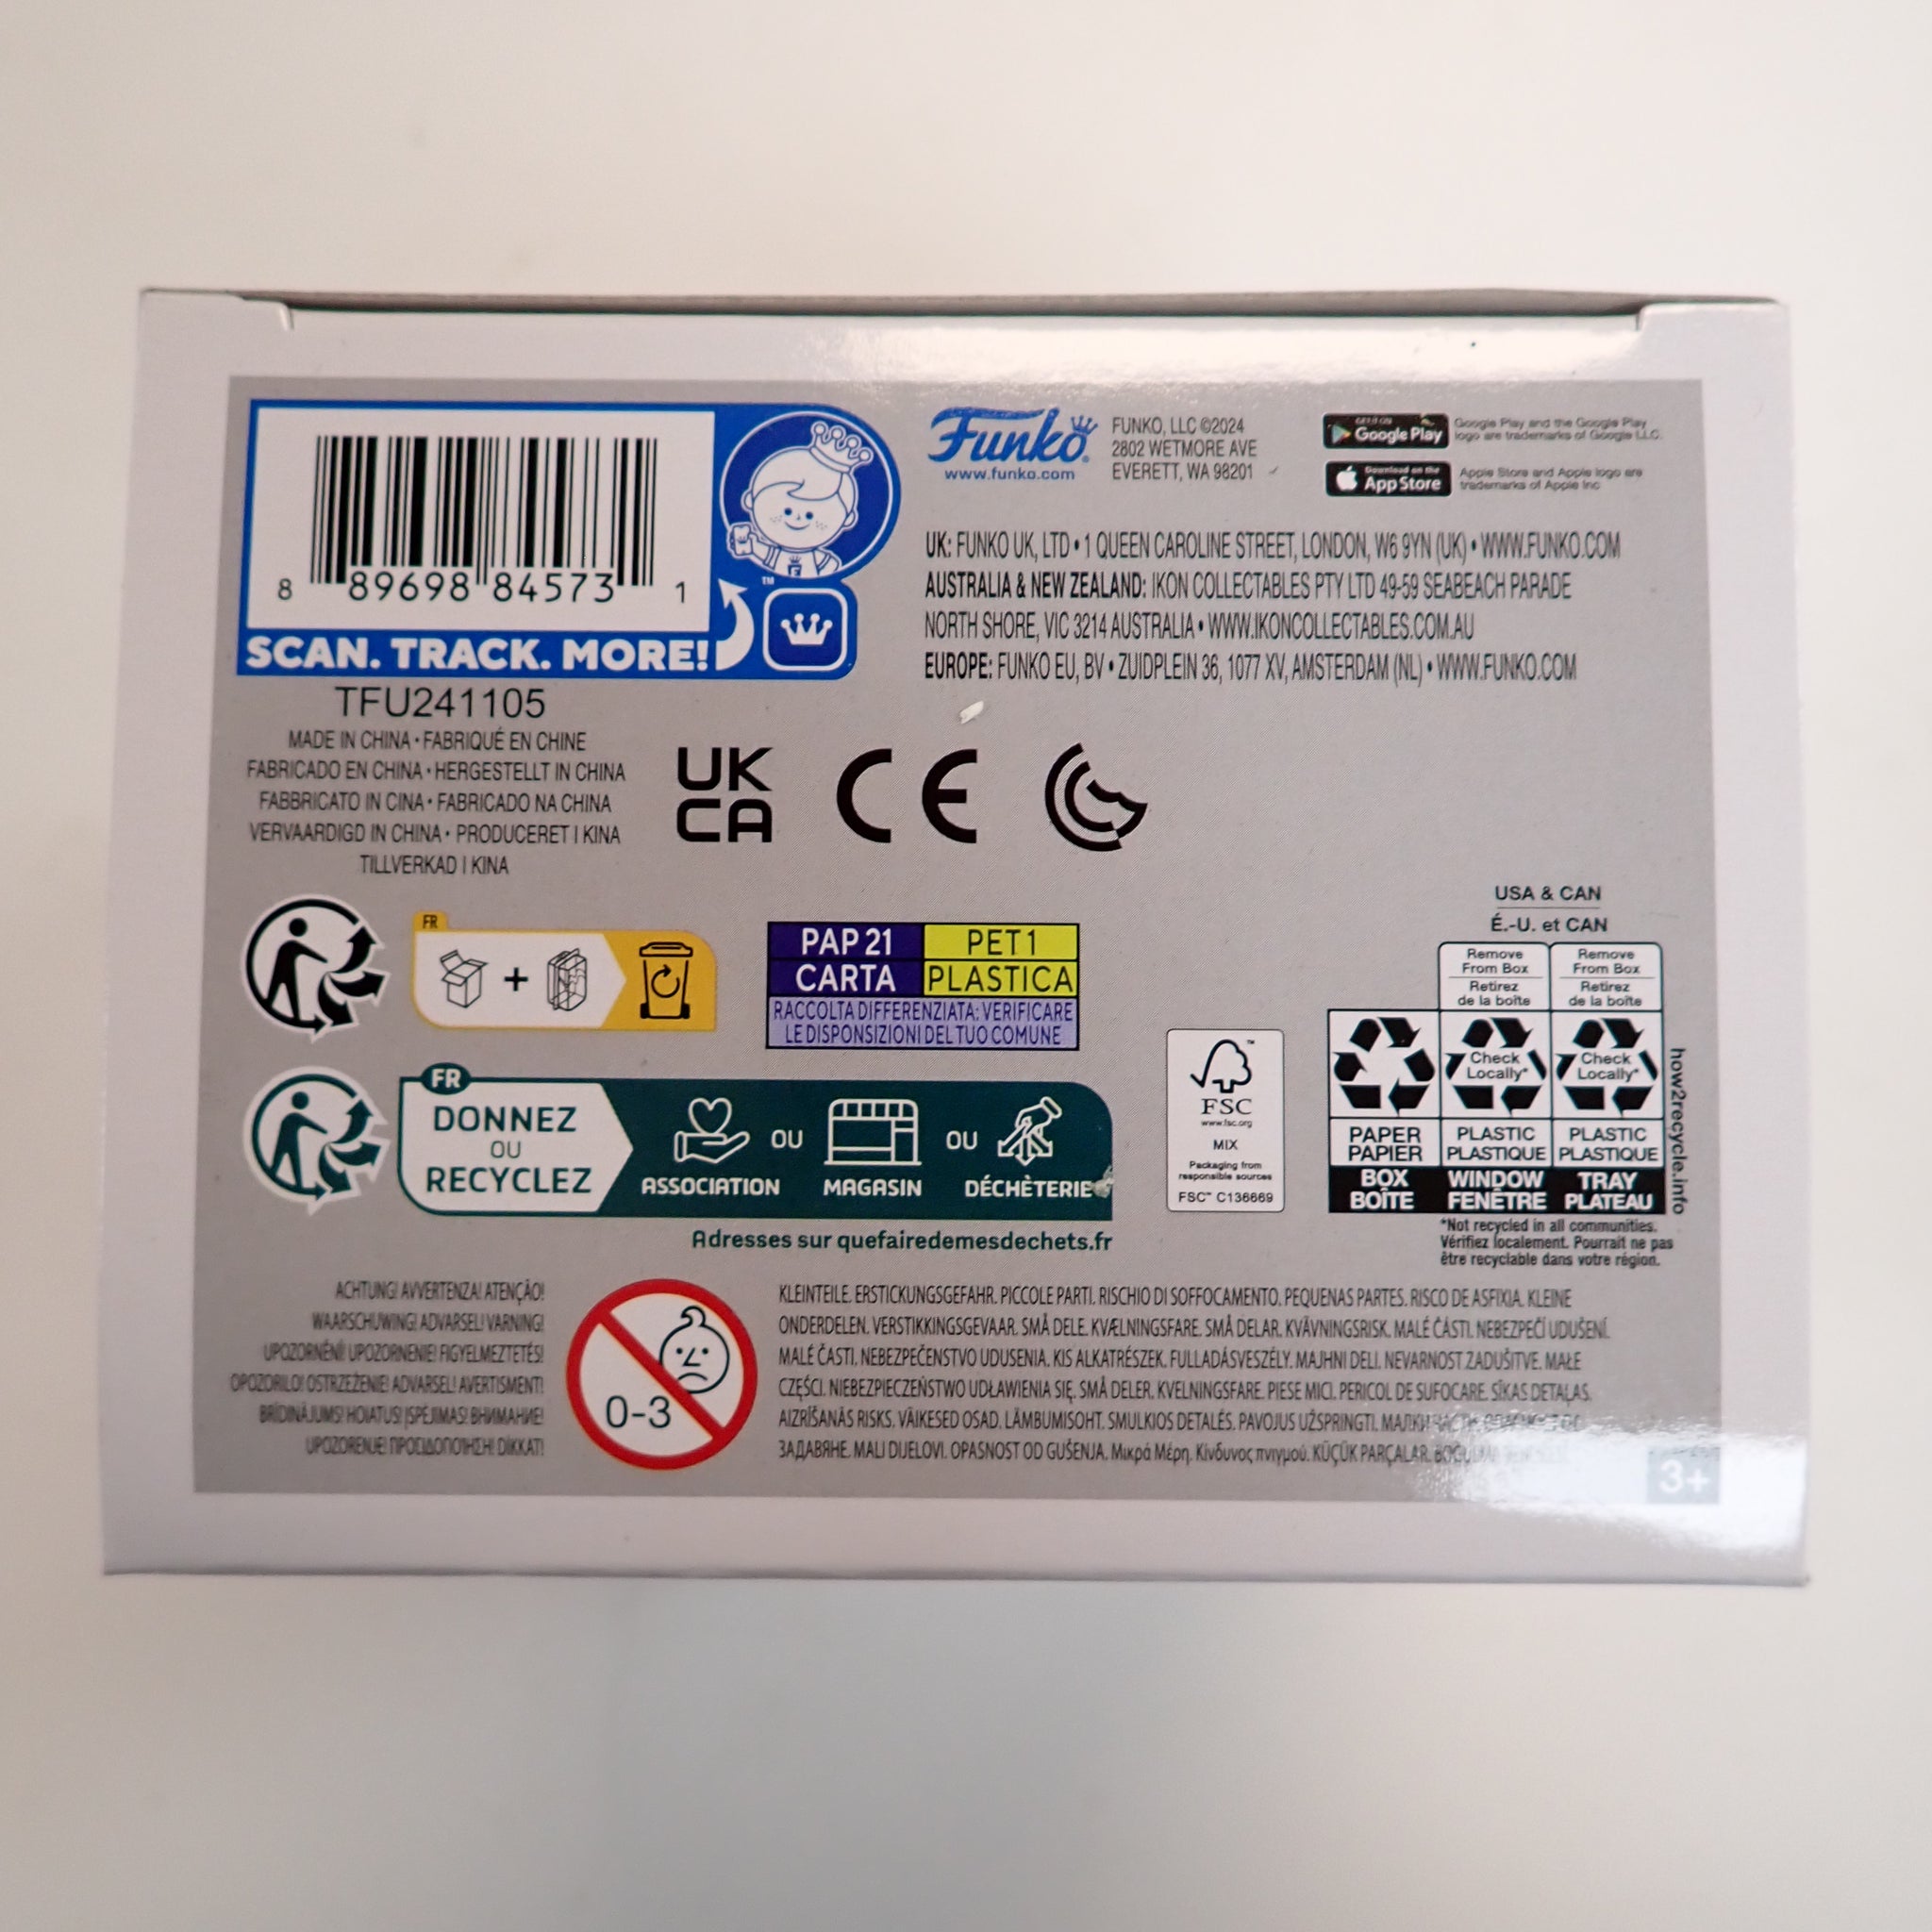 8 89698 84573 1
SCAN. TRACK. MORE!
™
Funko
www.funko.com
FUNKO, LLC ©2024
2802 WETMORE AVE
EVERETT, WA 98201
GET IT ON
Google Play
Google Play and the Google Play
logo are trademarks of Google LLC.
Download on the
App Store
Apple Store and Apple logo are
trademarks of Apple Inc
UK: FUNKO UK, LTD • 1 QUEEN CAROLINE STREET, LONDON, W6 9YN (UK) • WWW.FUNKO.COM
AUSTRALIA & NEW ZEALAND: IKON COLLECTABLES PTY LTD 49-59 SEABEACH PARADE
NORTH SHORE, VIC 3214 AUSTRALIA • WWW.IKONCOLLECTABLES.COM.AU
EUROPE: FUNKO EU, BV • ZUIDPLEIN 36, 1077 XV, AMSTERDAM (NL) • WWW.FUNKO.COM
TFU241105
MADE IN CHINA • FABRIQUÉ EN CHINE
FABRICADO EN CHINA • HERGESTELLT IN CHINA
FABBRICATO IN CINA • FABRICADO NA CHINA
VERVAARDIGD IN CHINA • PRODUCERET I KINA
TILLVERKAD I KINA
UK
CA
CE
FR
+
PAP 21
CARTA
PET 1
PLASTICA
RACCOLTA DIFFERENZIATA: VERIFICARE
LE DISPONSIZIONI DEL TUO COMUNE
FR
DONNEZ
OU
RECYCLEZ
ASSOCIATION
OU
MAGASIN
OU
DÉCHÈTERIE
Adresses sur quefairedemesdechets.fr
FSC
www.fsc.org
MIX
Packaging from
responsible sources
FSC™ C136669
USA & CAN
É.-U. et CAN
Remove
From Box
Retirez
de la boîte
Remove
From Box
Retirez
de la boîte
Check
Locally*
Check
Locally*
PAPER
PAPIER
PLASTIC
PLASTIQUE
PLASTIC
PLASTIQUE
BOX
BOÎTE
WINDOW
FENÊTRE
TRAY
PLATEAU
how2recycle.info
*Not recycled in all communities.
Vérifiez localement. Pourrait ne pas
être recyclable dans votre région.
ACHTUNG! AVVERTENZA! ATENÇÃO!
WAARSCHUWING! ADVARSEL! VARNING!
UPOZORNĚNÍ! UPOZORNENIE! FIGYELMEZTETÉS!
OPOZORILO! OSTRZEŻENIE! ADVARSEL! AVERTISMENT!
BRĪDINĀJUMS! HOIATUS! ĮSPĖJIMAS! ВНИМАНИЕ!
UPOZORENJE! ΠΡΟΕΙΔΟΠΟΙΗΣΗ! DİKKAT!
0-3
KLEINTEILE. ERSTICKUNGSGEFAHR. PICCOLE PARTI. RISCHIO DI SOFFOCAMENTO. PEQUENAS PARTES. RISCO DE ASFIXIA. KLEINE
ONDERDELEN. VERSTIKKINGSGEVAAR. SMÅ DELE. KVÆLNINGSFARE. SMÅ DELAR. KVÄVNINGSRISK. MALÉ ČÁSTI. NEBEZPEČÍ UDUŠENÍ.
MALÉ ČASTI. NEBEZPEČENSTVO UDUSENIA. KIS ALKATRÉSZEK. FULLADÁSVESZÉLY. MAJHNI DELI. NEVARNOST ZADUŠITVE. MAŁE
CZĘŚCI. NIEBEZPIECZEŃSTWO UDŁAWIENIA SIĘ. SMÅ DELER. KVELNINGSFARE. PIESE MICI. PERICOL DE SUFOCARE. SĪKAS DETAĻAS.
AIZRĪŠANĀS RISKS. VÄIKESED OSAD. LÄMBUMISOHT. SMULKIOS DETALĖS. PAVOJUS UŽSPRINGTI. МАЛКИ
ЗАДАВЯНЕ. MALI DIJELOVI. OPASNOST OD GUŠENJA. Μικρά Μέρη. Κίνδυνος πνιγμού. KÜÇÜK PARÇALAR.
3+